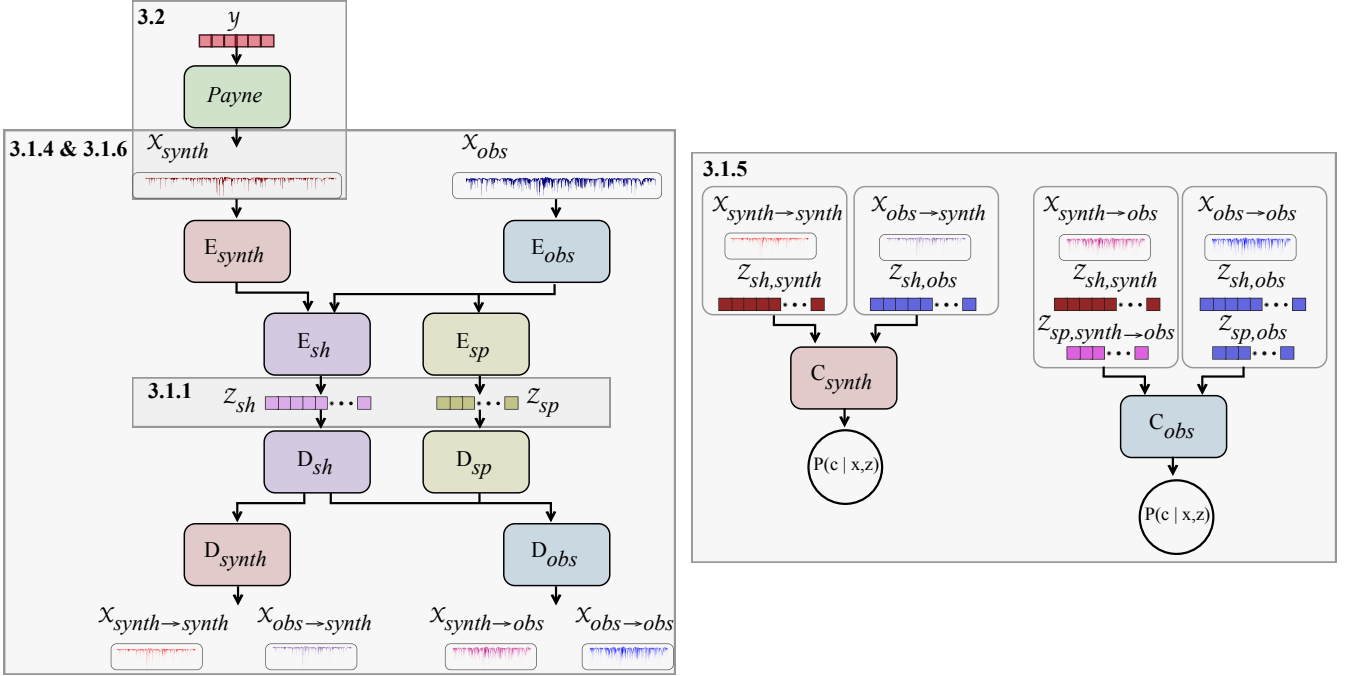 3.2
y
Payne
3.1.4 & 3.1.6
x_synth
x_obs
E_synth
E_obs
E_sh
E_sp
3.1.1
z_sh
z_sp
D_sh
D_sp
D_synth
D_obs
x_synth→synth
x_obs→synth
x_synth→obs
x_obs→obs
3.1.5
x_synth→synth
x_obs→synth
x_synth→obs
x_obs→obs
z_sh,synth
z_sh,obs
z_sh,synth
z_sh,obs
z_sp,synth→obs
z_sp,obs
C_synth
C_obs
P(c | x,z)
P(c | x,z)